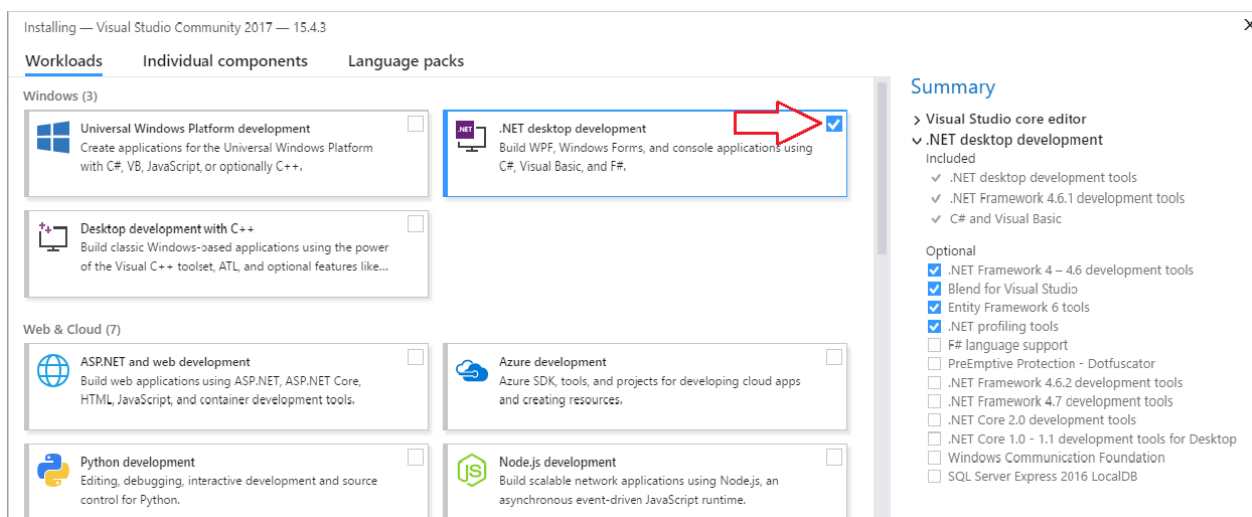 Installing — Visual Studio Community 2017 — 15.4.3
Workloads Individual components Language packs
Windows (3)
Universal Windows Platform development
Create applications for the Universal Windows Platform
with C#, VB, JavaScript, or optionally C++.
.NET
.NET desktop development
Build WPF, Windows Forms, and console applications using
C#, Visual Basic, and F#.
Desktop development with C++
Build classic Windows-based applications using the power
of the Visual C++ toolset, ATL, and optional features like...
Web & Cloud (7)
ASP.NET and web development
Build web applications using ASP.NET, ASP.NET Core,
HTML, JavaScript, and container development tools.
Azure development
Azure SDK, tools, and projects for developing cloud apps
and creating resources.
Python development
Editing, debugging, interactive development and source
control for Python.
JS
Node.js development
Build scalable network applications using Node.js, an
asynchronous event-driven JavaScript runtime.
Summary
Visual Studio core editor
.NET desktop development
Included
.NET desktop development tools
.NET Framework 4.6.1 development tools
C# and Visual Basic
Optional
.NET Framework 4 – 4.6 development tools
Blend for Visual Studio
Entity Framework 6 tools
.NET profiling tools
F# language support
PreEmptive Protection - Dotfuscator
.NET Framework 4.6.2 development tools
.NET Framework 4.7 development tools
.NET Core 2.0 development tools
.NET Core 1.0 - 1.1 development tools for Desktop
Windows Communication Foundation
SQL Server Express 2016 LocalDB